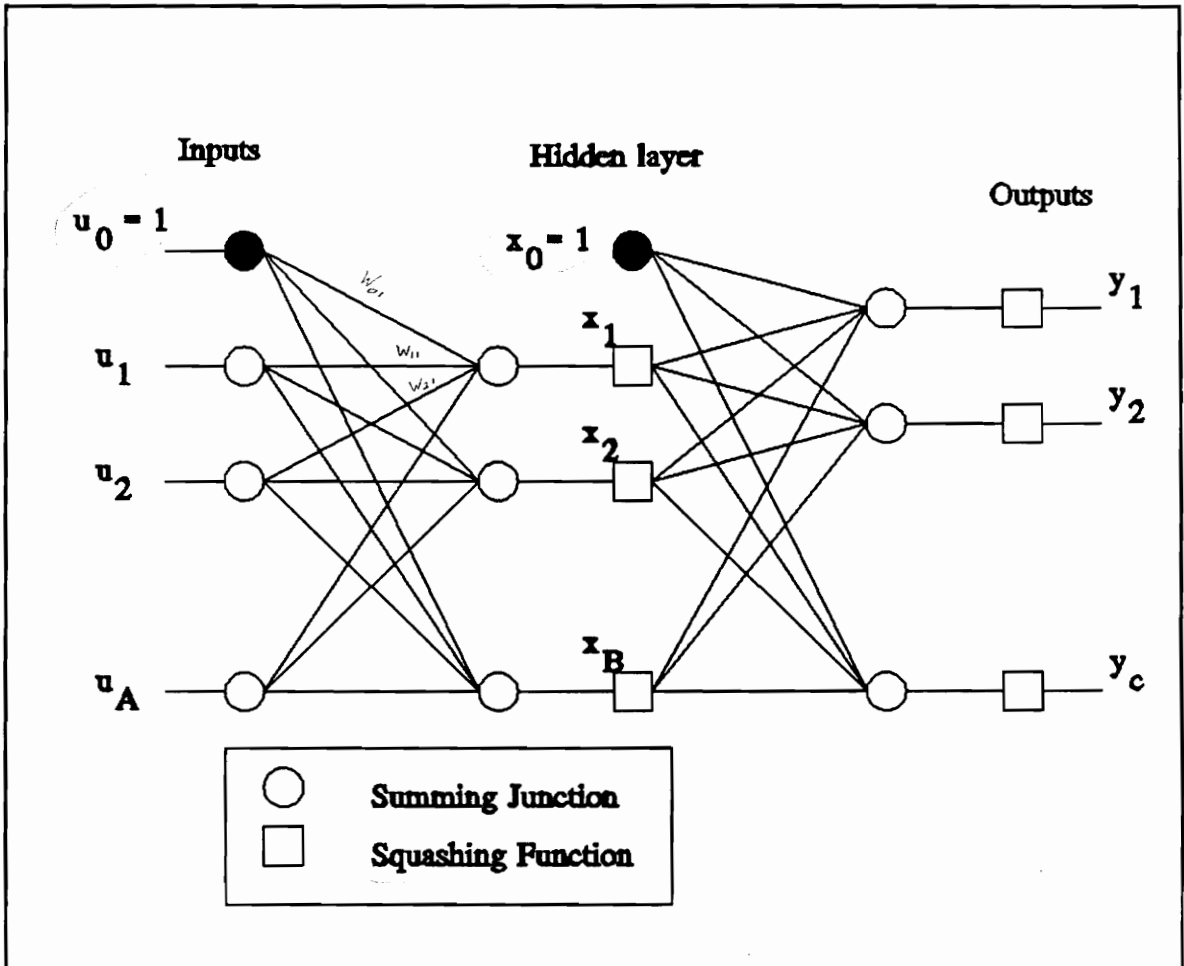 Inputs
Hidden layer
Outputs
u0 = 1
x0 = 1
W01
y1
x1
u1
W11
W21
y2
x2
u2
xB
yc
uA
Summing Junction
Squashing Function